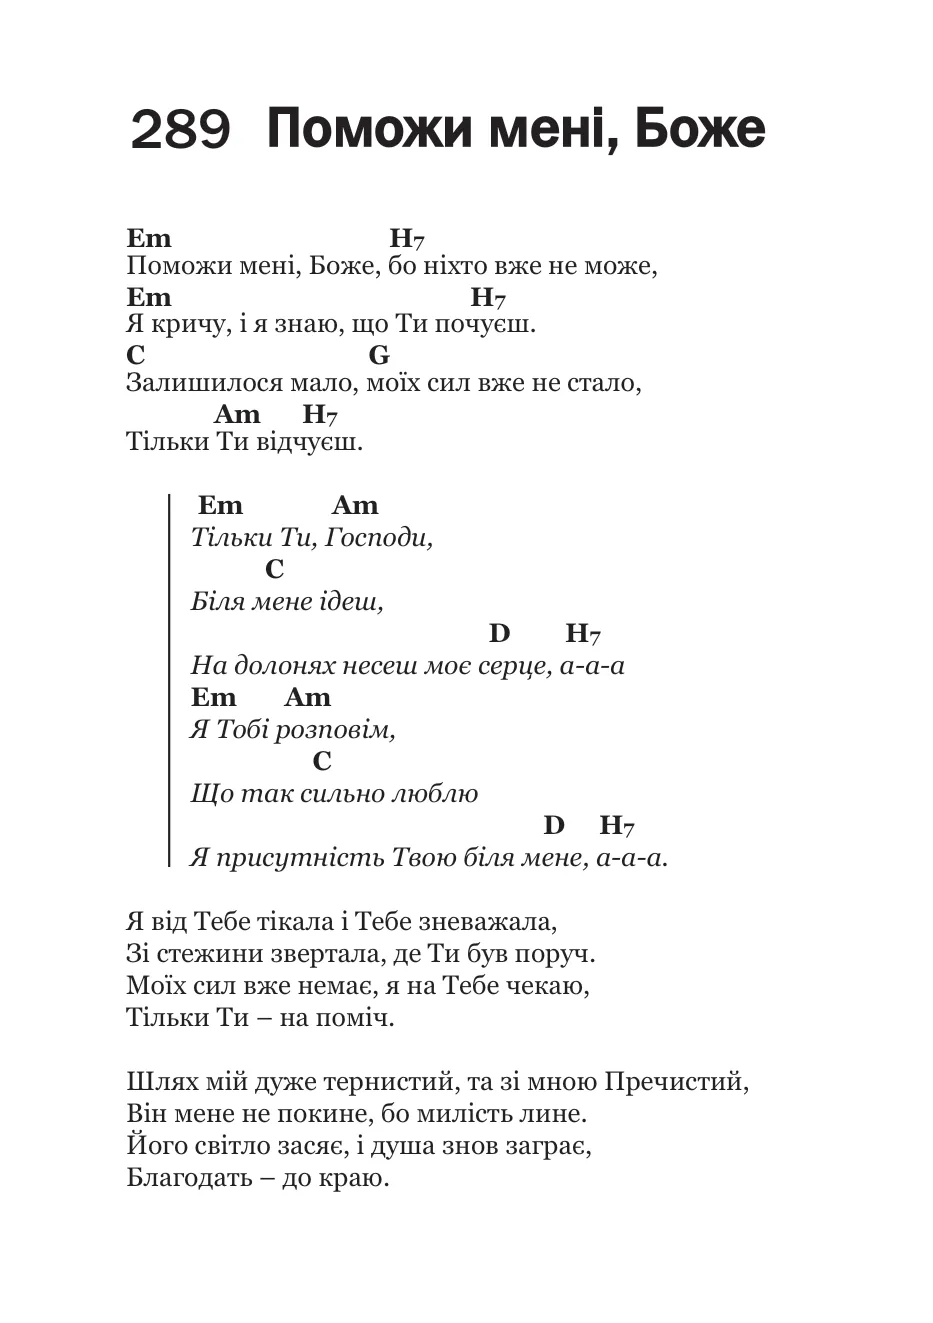 289 Поможи мені, Боже
Em H7
Поможи мені, Боже, бо ніхто вже не може,
Em H7
Я кричу, і я знаю, що Ти почуєш.
C G
Залишилося мало, моїх сил вже не стало,
Am H7
Тільки Ти відчуєш.
Em Am
Тільки Ти, Господи,
C
Біля мене ідеш,
D H7
На долонях несеш моє серце, а-а-а
Em Am
Я Тобі розповім,
C
Що так сильно люблю
D H7
Я присутність Твою біля мене, а-а-а.
Я від Тебе тікала і Тебе зневажала,
Зі стежини звертала, де Ти був поруч.
Моїх сил вже немає, я на Тебе чекаю,
Тільки Ти – на поміч.
Шлях мій дуже тернистий, та зі мною Пречистий,
Він мене не покине, бо милість лине.
Його світло засяє, і душа знов заграє,
Благодать – до краю.